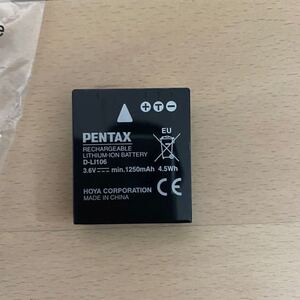 e
PENTAX
RECHARGEABLE
LITHIUM-ION BATTERY
D-LI106
3.6V ⎓ min.1250mAh 4.5Wh
EU
HOYA CORPORATION
MADE IN CHINA
CE